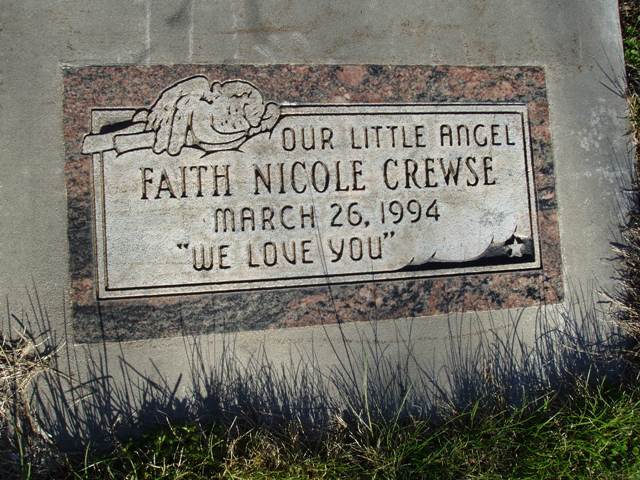 OUR LITTLE ANGEL
FAITH NICOLE CREWSE
MARCH 26, 1994
"WE LOVE YOU"